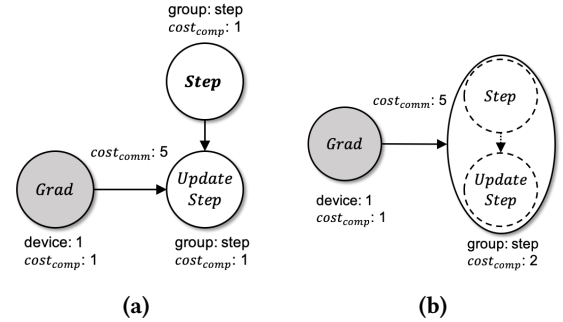 group: step
cost_comp: 1
Step
cost_comm: 5
Grad
Update
Step
device: 1
cost_comp: 1
group: step
cost_comp: 1
(a)
Step
cost_comm: 5
Grad
Update
Step
device: 1
cost_comp: 1
group: step
cost_comp: 2
(b)